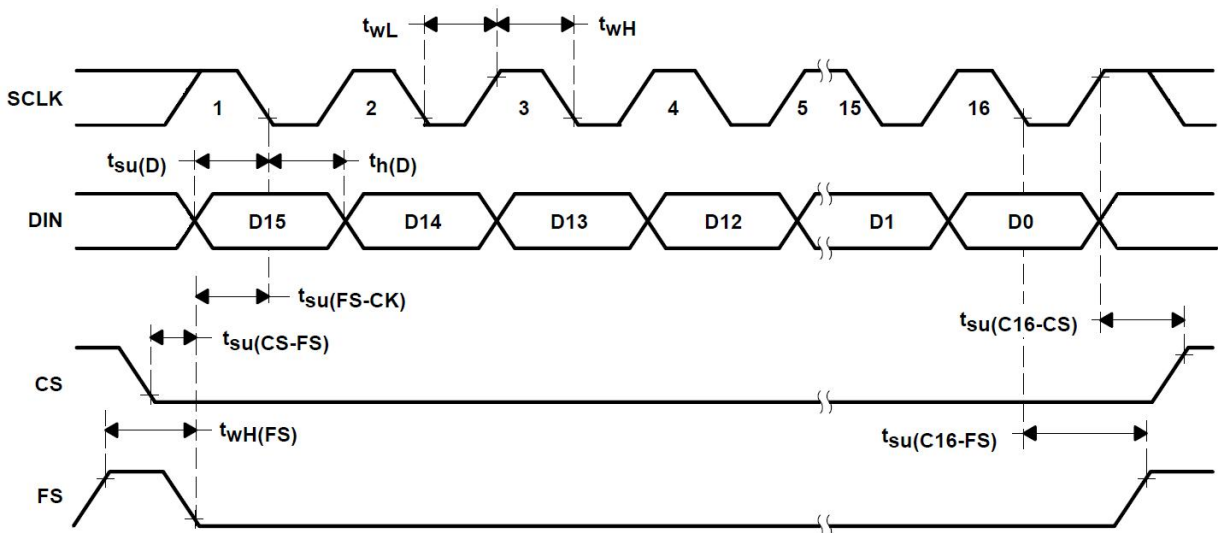 twL
twH
SCLK
1
2
3
4
5
15
16
tsu(D)
th(D)
DIN
D15
D14
D13
D12
D1
D0
tsu(FS-CK)
tsu(C16-CS)
tsu(CS-FS)
CS
twH(FS)
tsu(C16-FS)
FS